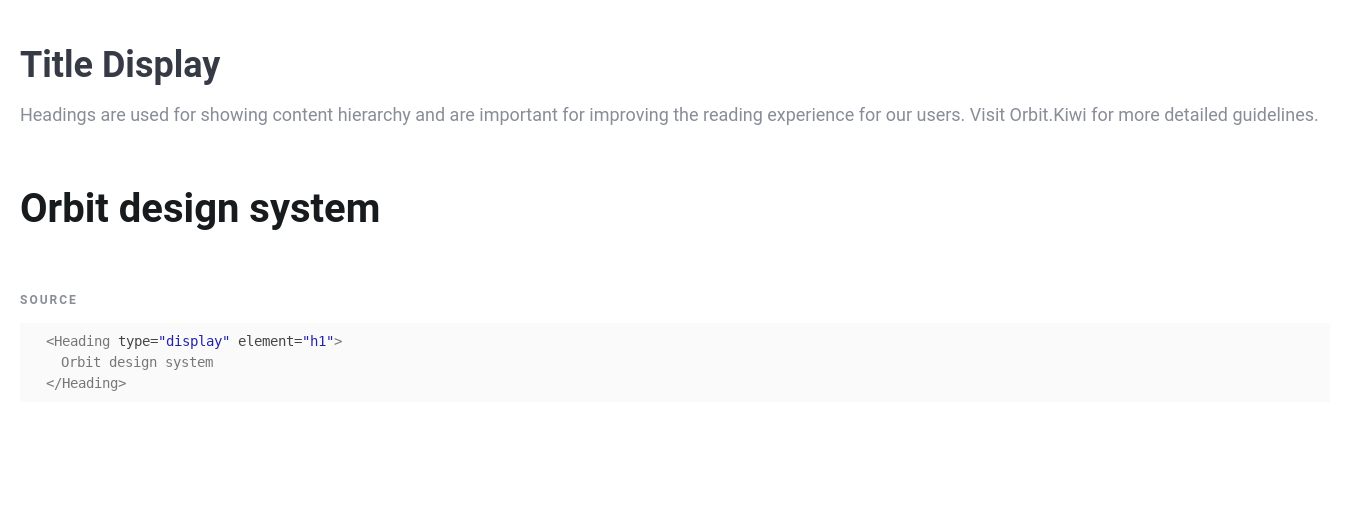 Title Display
Headings are used for showing content hierarchy and are important for improving the reading experience for our users. Visit Orbit.Kiwi for more detailed guidelines.
Orbit design system
SOURCE
<Heading type="display" element="h1">
  Orbit design system
</Heading>